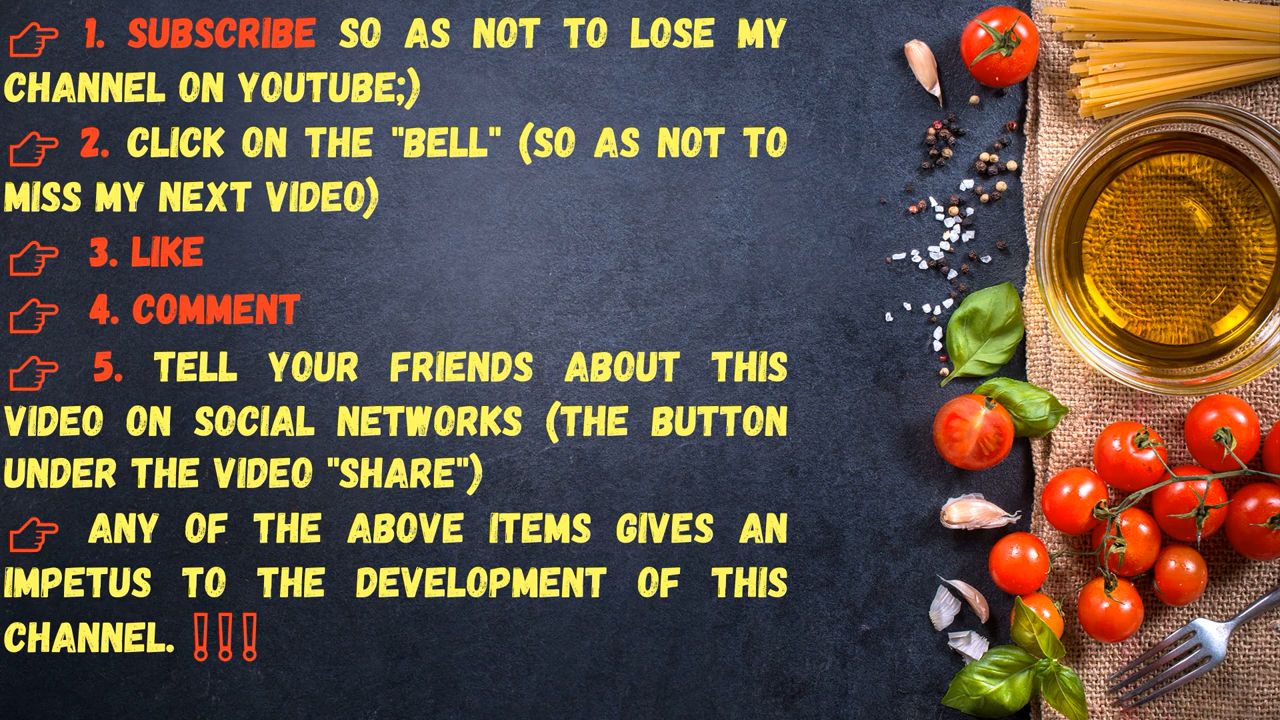 👉 1. SUBSCRIBE SO AS NOT TO LOSE MY
CHANNEL ON YOUTUBE;)
👉 2. CLICK ON THE "BELL" (SO AS NOT TO
MISS MY NEXT VIDEO)
👉 3. LIKE
👉 4. COMMENT
👉 5. TELL YOUR FRIENDS ABOUT THIS
VIDEO ON SOCIAL NETWORKS (THE BUTTON
UNDER THE VIDEO "SHARE")
👉 ANY OF THE ABOVE ITEMS GIVES AN
IMPETUS TO THE DEVELOPMENT OF THIS
CHANNEL. !!!